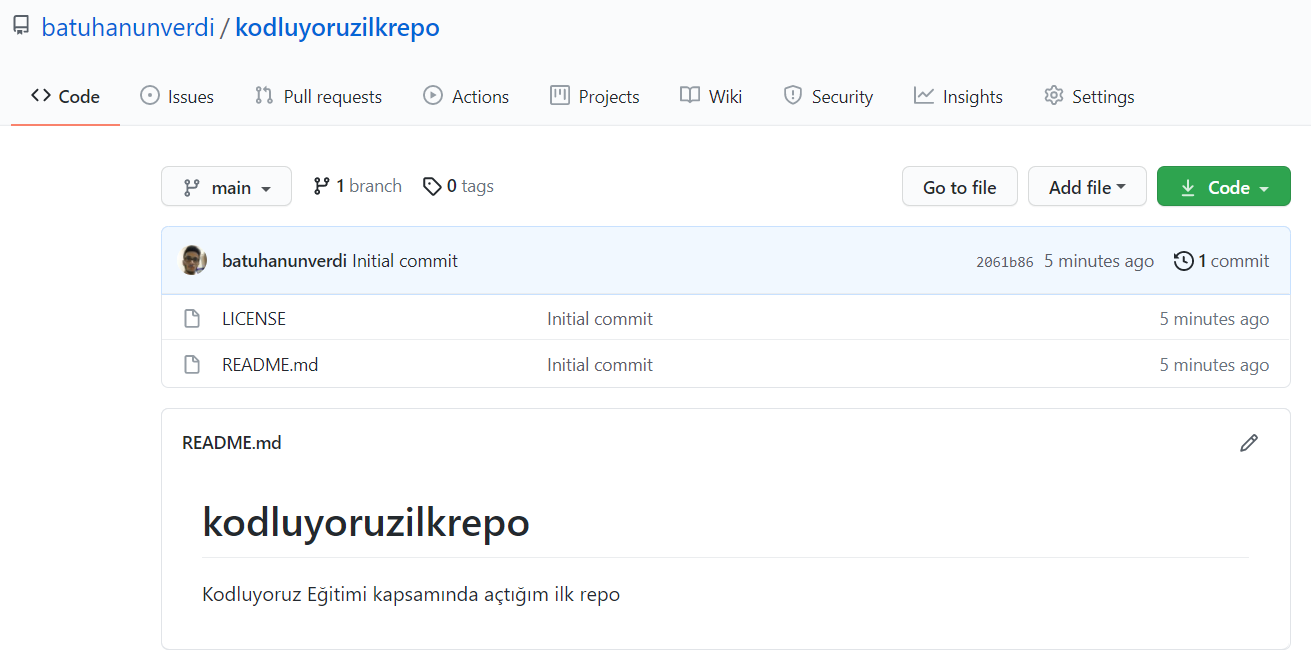 batuhanunverdi / kodluyoruzilkrepo
Code Issues Pull requests Actions Projects Wiki Security Insights Settings
main 1 branch 0 tags Go to file Add file Code
batuhanunverdi Initial commit 2061b86 5 minutes ago 1 commit
LICENSE Initial commit 5 minutes ago
README.md Initial commit 5 minutes ago
README.md
kodluyoruzilkrepo
Kodluyoruz Eğitimi kapsamında açtığım ilk repo